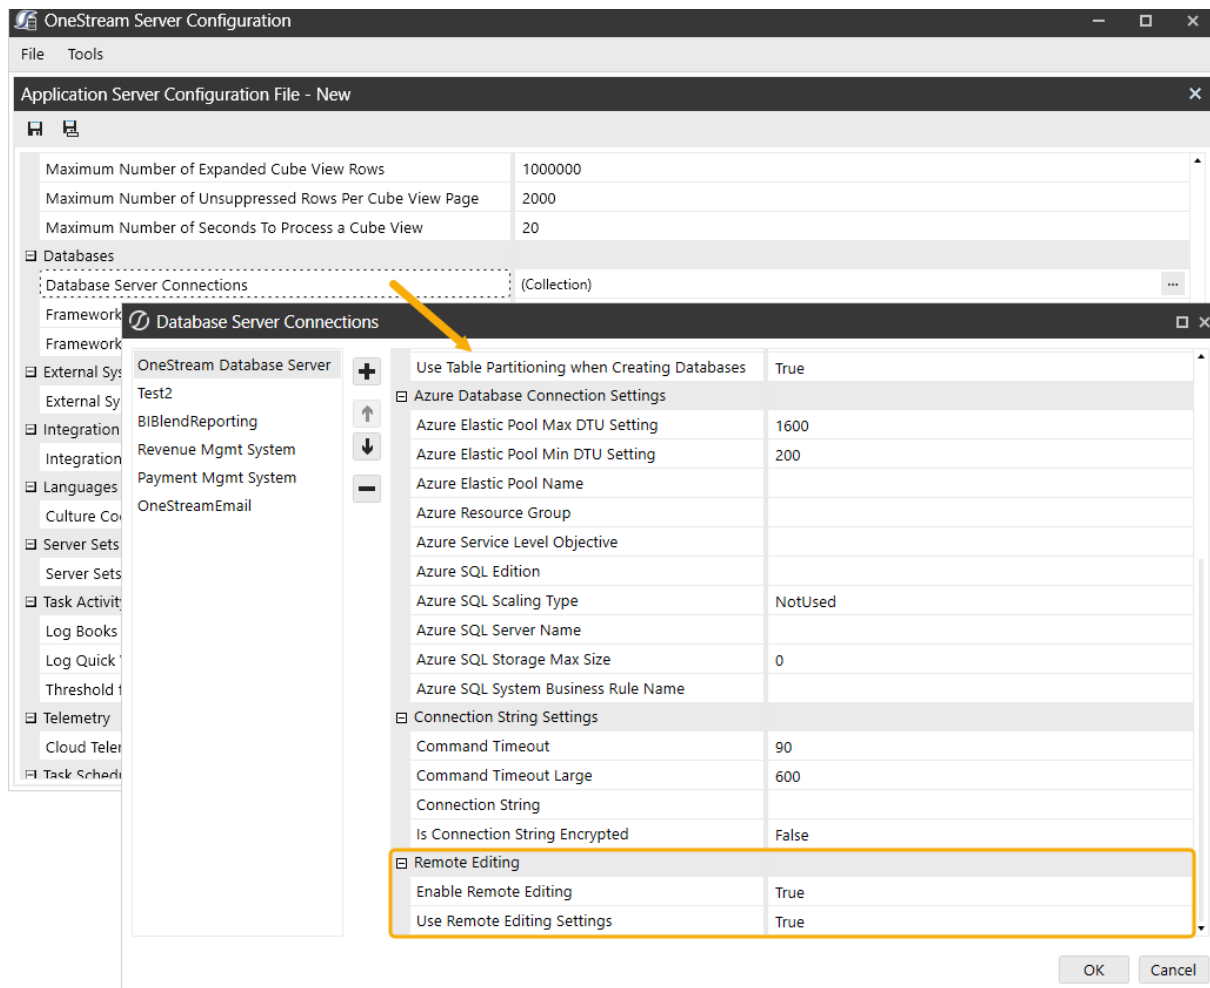 OneStream Server Configuration
File Tools
Application Server Configuration File - New
Maximum Number of Expanded Cube View Rows 1000000
Maximum Number of Unsuppressed Rows Per Cube View Page 2000
Maximum Number of Seconds To Process a Cube View 20
Databases
Database Server Connections (Collection) ...
Framework
Framework
External Sys
External Sy
Integration
Integration
Languages
Culture Co
Server Sets
Server Sets
Task Activit
Log Books
Log Quick
Threshold
Telemetry
Cloud Teler
Task Sched
Database Server Connections
OneStream Database Server
Test2
BIBlendReporting
Revenue Mgmt System
Payment Mgmt System
OneStreamEmail
Use Table Partitioning when Creating Databases True
Azure Database Connection Settings
Azure Elastic Pool Max DTU Setting 1600
Azure Elastic Pool Min DTU Setting 200
Azure Elastic Pool Name
Azure Resource Group
Azure Service Level Objective
Azure SQL Edition
Azure SQL Scaling Type NotUsed
Azure SQL Server Name
Azure SQL Storage Max Size 0
Azure SQL System Business Rule Name
Connection String Settings
Command Timeout 90
Command Timeout Large 600
Connection String
Is Connection String Encrypted False
Remote Editing
Enable Remote Editing True
Use Remote Editing Settings True
OK Cancel